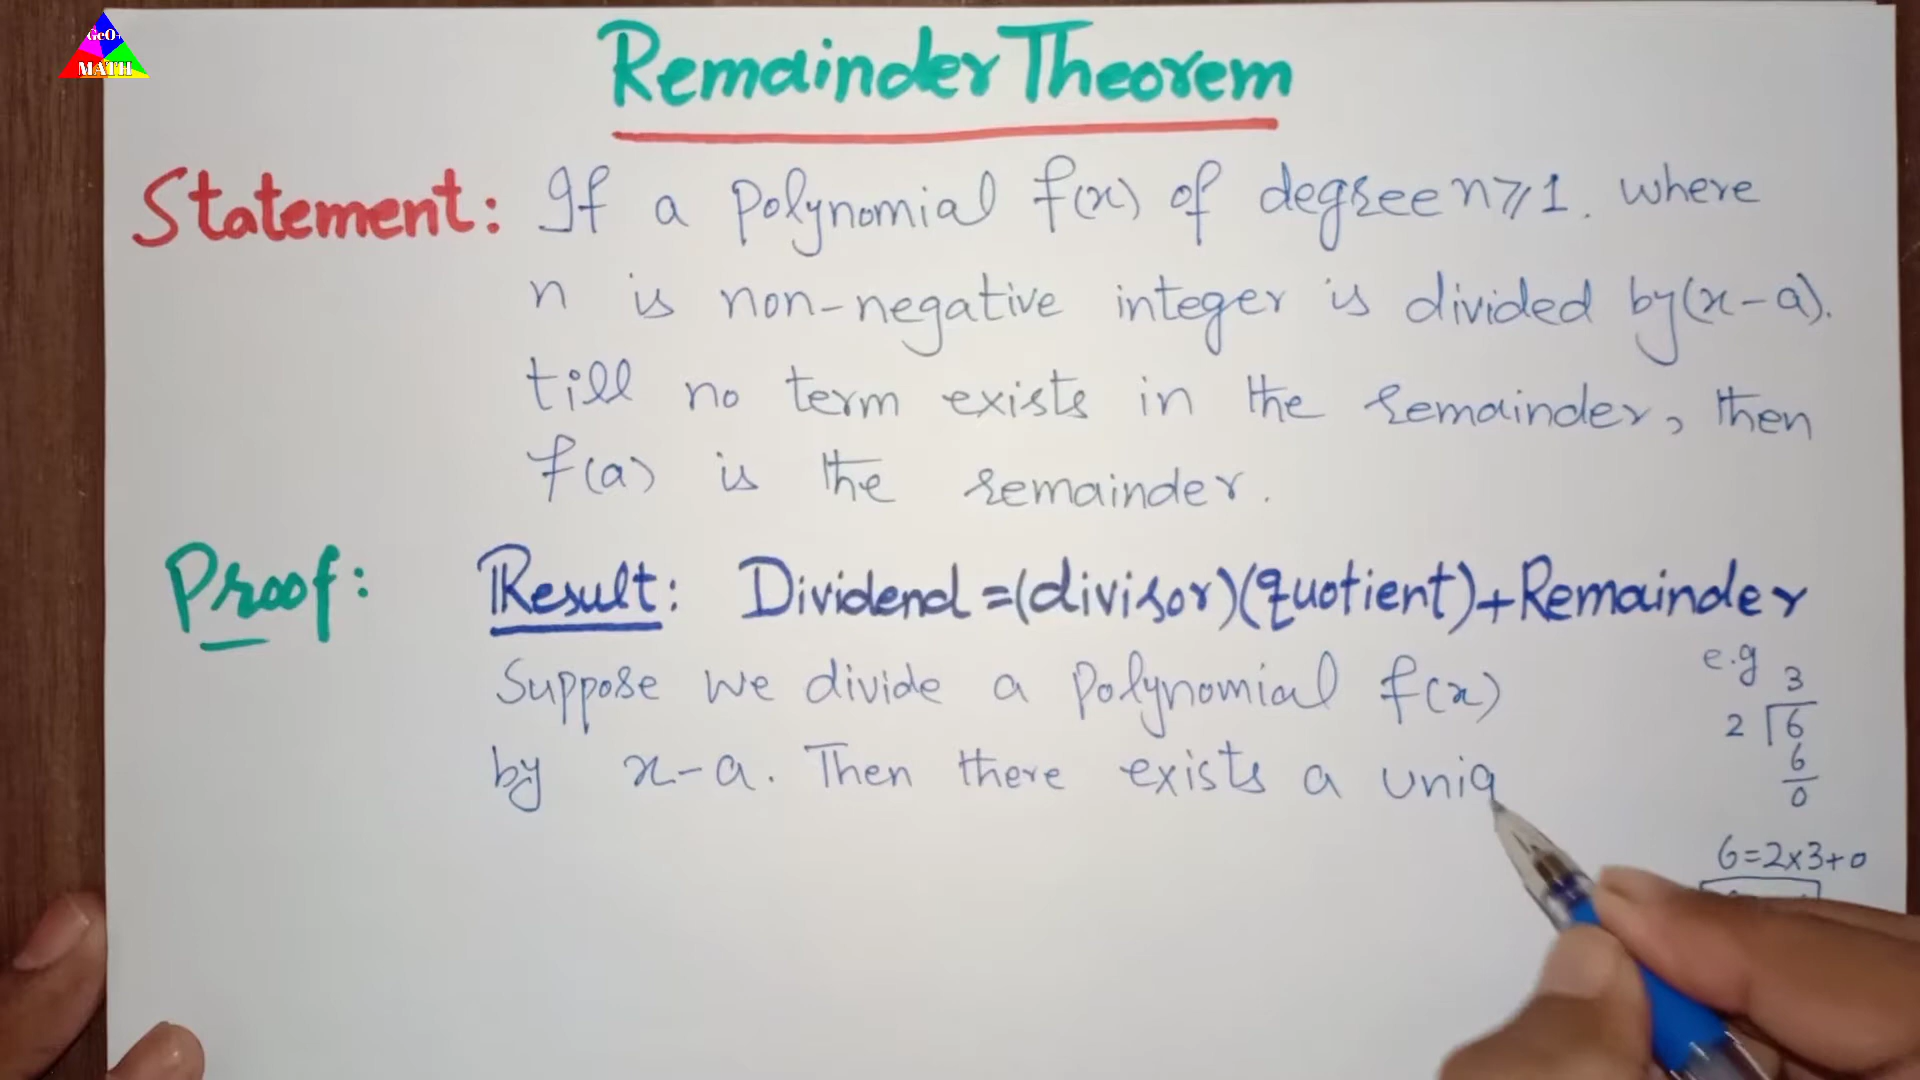 GeO+
MATH
Remainder Theorem
Statement: If a polynomial f(x) of degree n⩾1. where
n is non-negative integer is divided by (x-a).
till no term exists in the remainder, then
f(a) is the remainder.
Proof: Result: Dividend=(divisor)(quotient)+Remainder
Suppose we divide a polynomial f(x)
by x-a. Then there exists a uniq
e.g
3
2 6
6
0
6=2x3+0